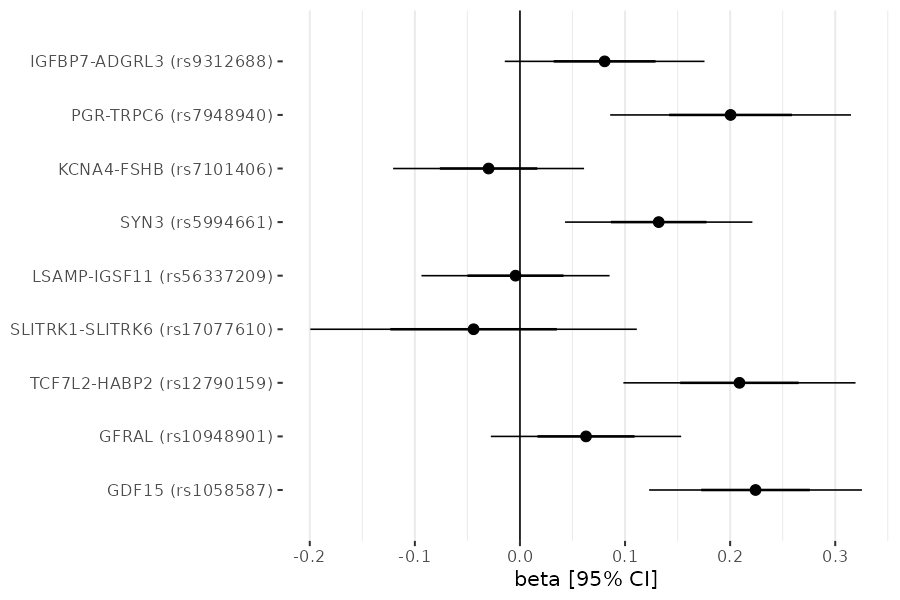 IGFBP7-ADGRL3 (rs9312688)
PGR-TRPC6 (rs7948940)
KCNA4-FSHB (rs7101406)
SYN3 (rs5994661)
LSAMP-IGSF11 (rs56337209)
SLITRK1-SLITRK6 (rs17077610)
TCF7L2-HABP2 (rs12790159)
GFRAL (rs10948901)
GDF15 (rs1058587)
-0.2 -0.1 0.0 0.1 0.2 0.3
beta [95% CI]